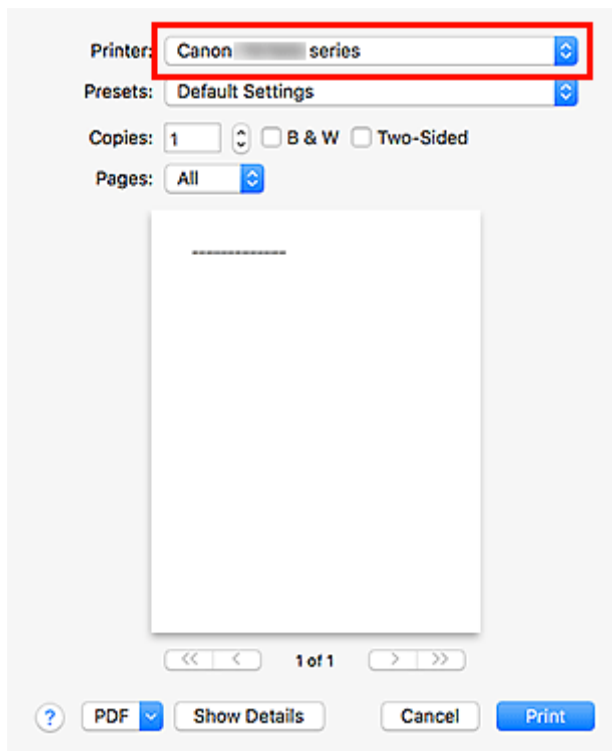 Printer: Canon series
Presets: Default Settings
Copies: 1 B & W Two-Sided
Pages: All
-------------
<< < 1 of 1 > >>
? PDF Show Details Cancel Print